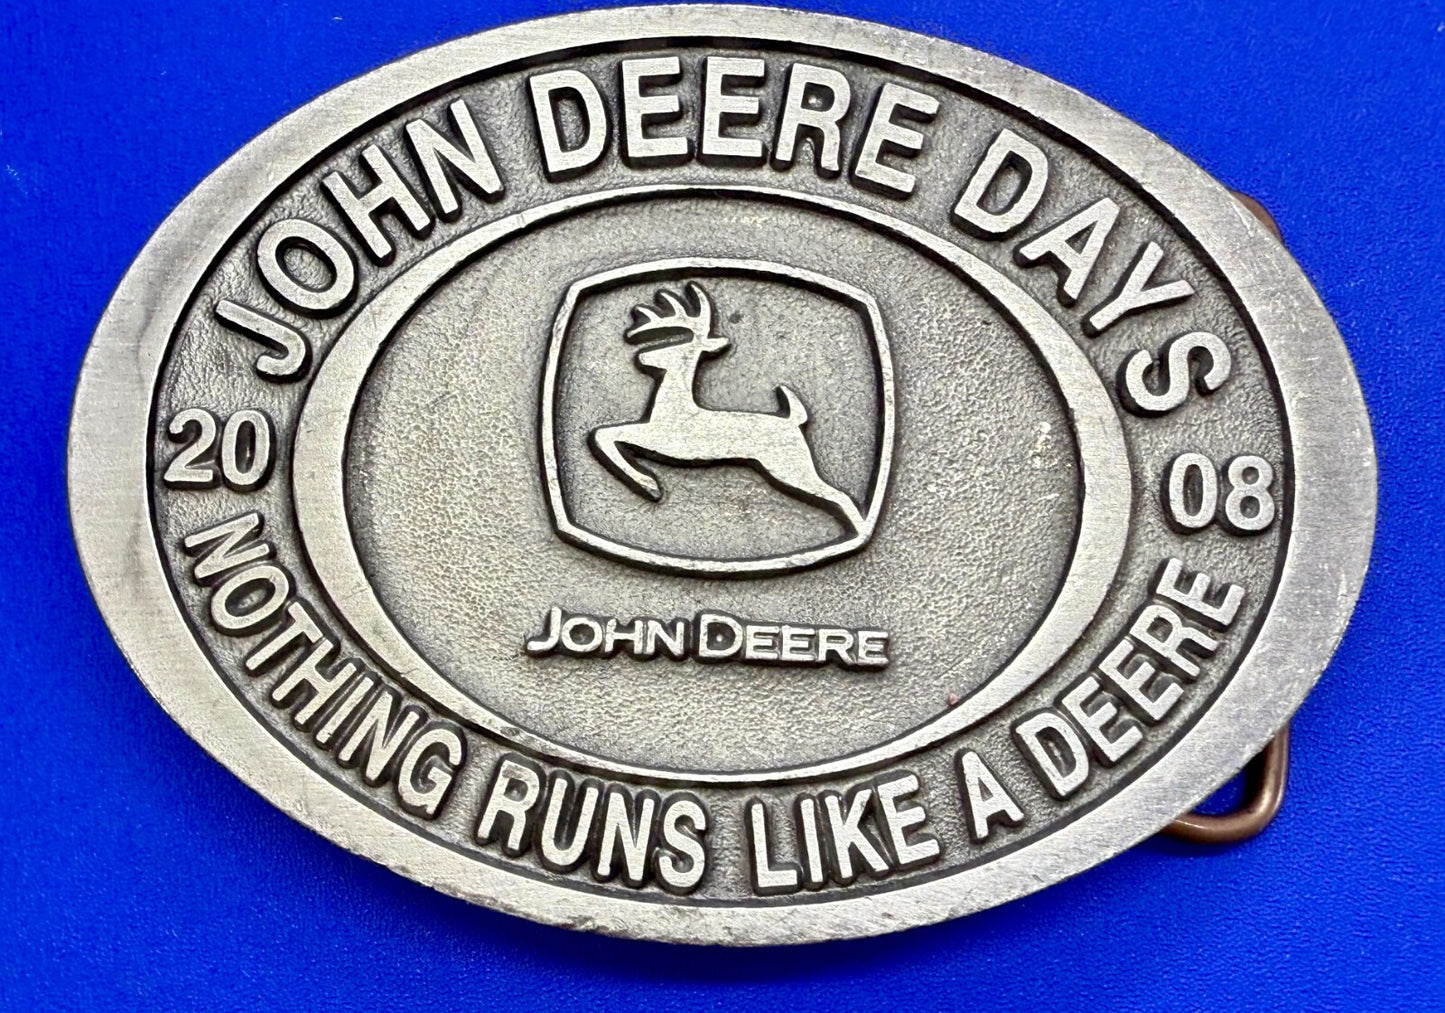 JOHN DEERE DAYS
20 08
JOHN DEERE
NOTHING RUNS LIKE A DEERE